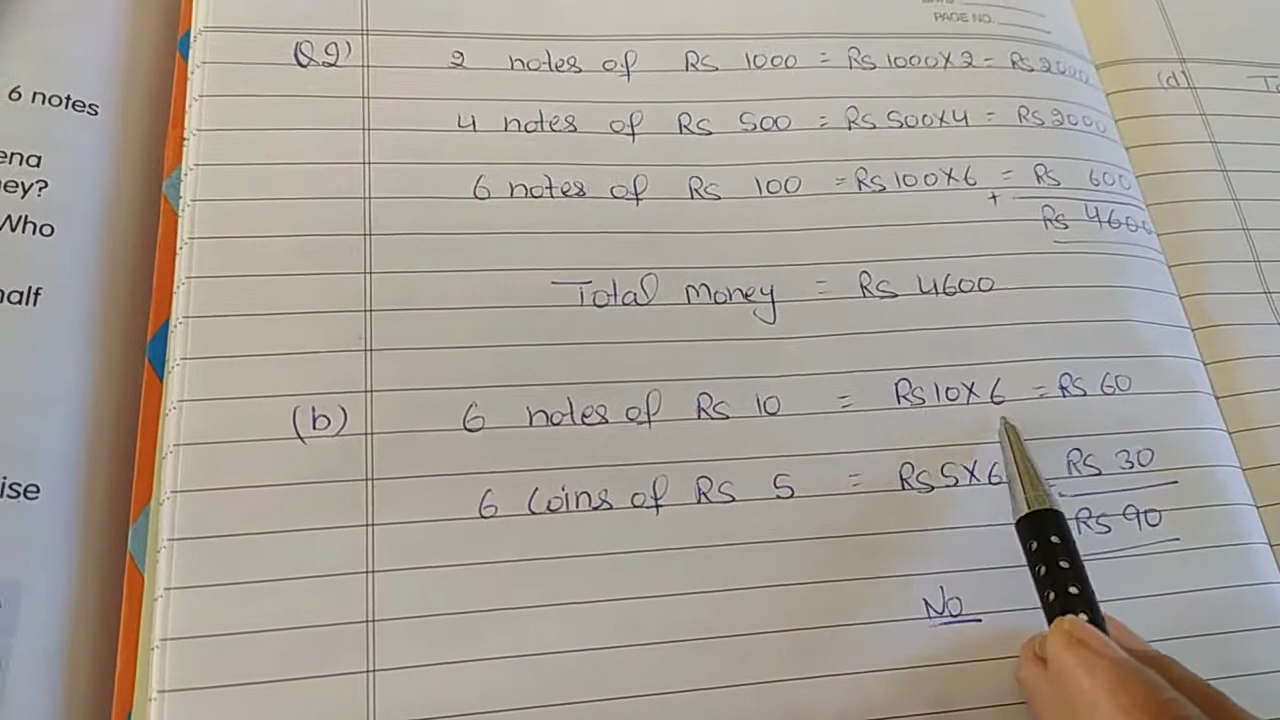 PAGE NO.
6 notes
ena
ney?
Who
half
ise
Q2) 2 notes of Rs 1000 = Rs 1000X2 = Rs 2000
4 notes of Rs 500 = Rs 500X4 = Rs 2000
6 notes of Rs 100 = Rs 100X6 = Rs 600
+ Rs 4600
Total money = Rs 4600
(b) 6 notes of Rs 10 = Rs 10X6 = Rs 60
6 Coins of Rs 5 = Rs 5X6 = Rs 30
Rs 90
No
(d)